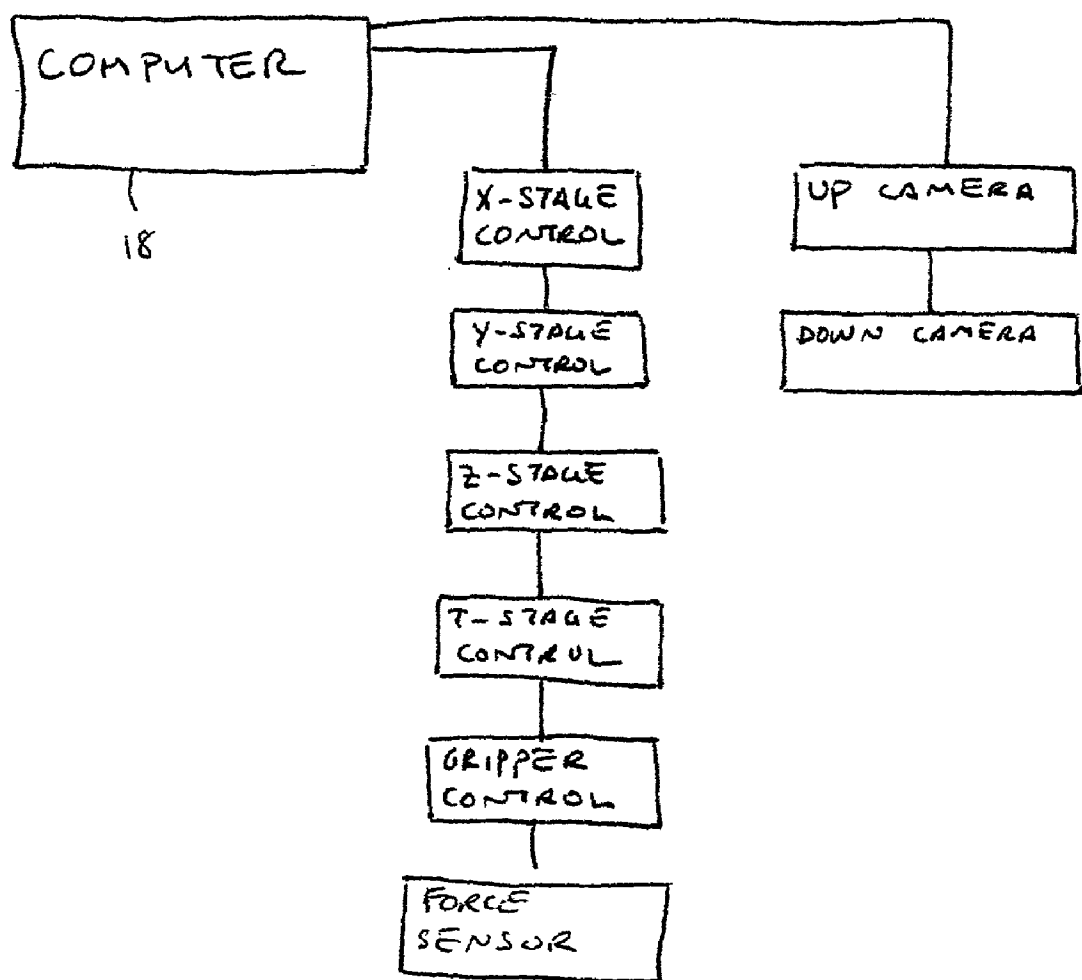 COMPUTER
18
X-STAGE
CONTROL
UP CAMERA
Y-STAGE
CONTROL
DOWN CAMERA
Z-STAGE
CONTROL
T-STAGE
CONTROL
GRIPPER
CONTROL
FORCE
SENSOR